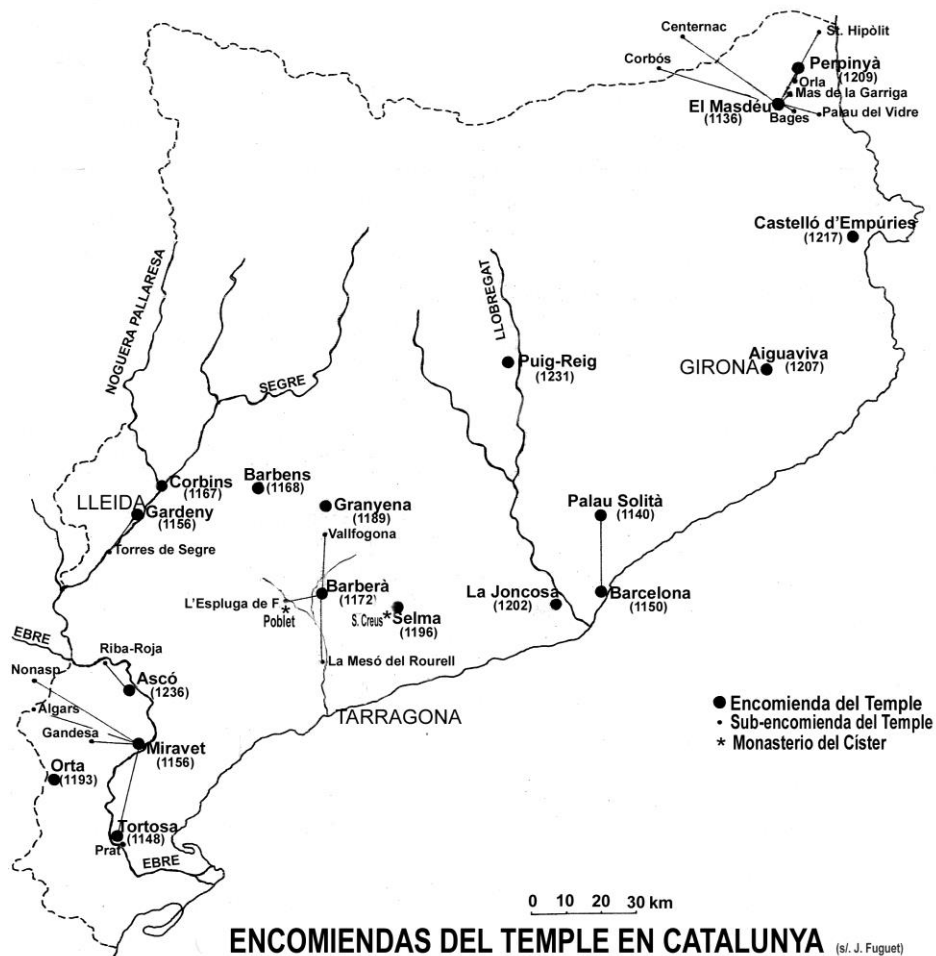 Centernac
St. Hipòlit
Corbós
Perpinyà
(1209)
Orla
Mas de la Garriga
El Masdéu
(1136)
Bages
Palau del Vidre
Castelló d'Empúries
(1217)
NOGUERA PALLARESA
LLOBREGAT
SEGRE
Puig-Reig
(1231)
GIRONA
Aiguaviva
(1207)
Corbins
(1167)
Barbens
(1168)
LLEIDA
Gardeny
(1156)
Granyena
(1189)
Palau Solità
(1140)
Vallfogona
Torres de Segre
Barberà
(1172)
L'Espluga de F.
Poblet
S. Creus
Selma
(1196)
La Joncosa
(1202)
Barcelona
(1150)
EBRE
Riba-Roja
La Mesó del Rourell
Nonasp
Ascó
(1236)
Algars
Gandesa
TARRAGONA
Miravet
(1156)
Orta
(1193)
Tortosa
(1148)
Prat
EBRE
Encomienda del Temple
Sub-encomienda del Temple
* Monasterio del Císter
0 10 20 30 km
ENCOMIENDAS DEL TEMPLE EN CATALUNYA (s/. J. Fuguet)